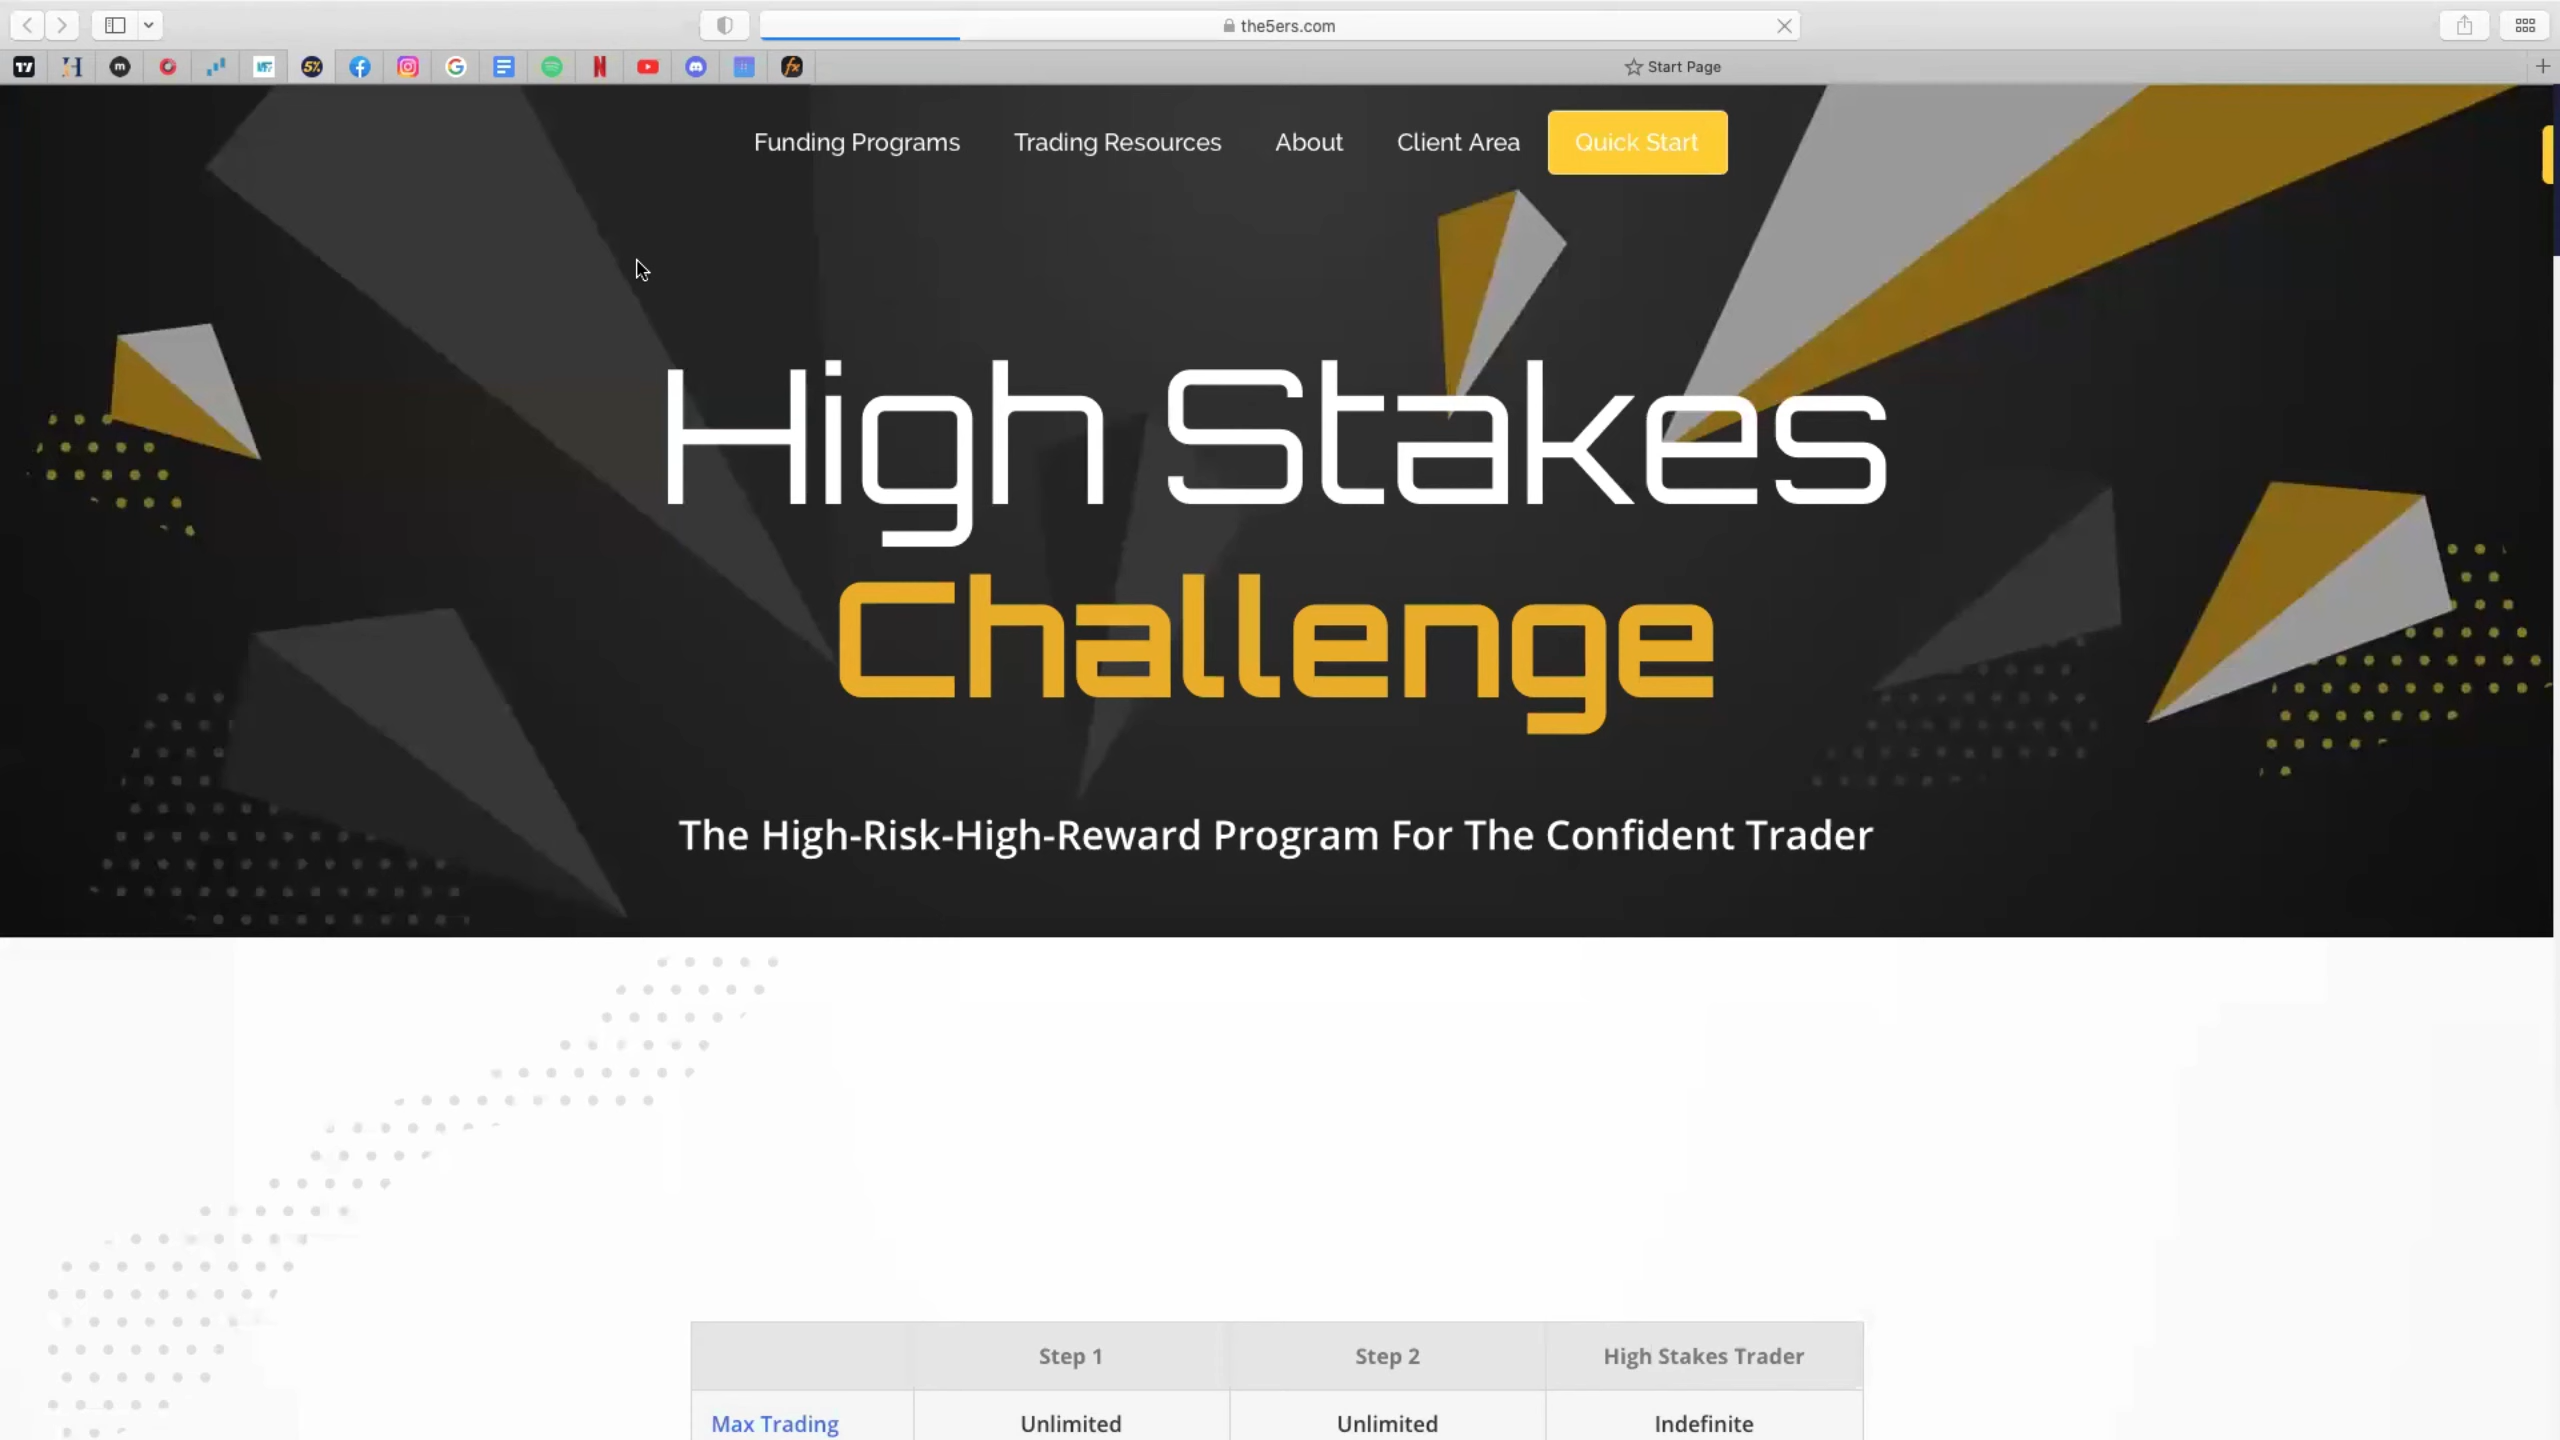 the5ers.com
Start Page
Funding Programs
Trading Resources
About
Client Area
Quick Start
High Stakes
Challenge
The High-Risk-High-Reward Program For The Confident Trader
Step 1
Step 2
High Stakes Trader
Max Trading
Unlimited
Unlimited
Indefinite